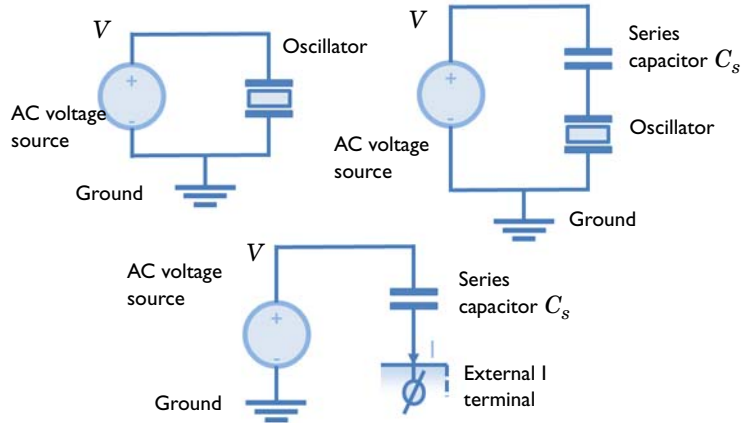 V
Oscillator
AC voltage
source
Ground
V
Series
capacitor C_s
Oscillator
AC voltage
source
Ground
V
AC voltage
source
Series
capacitor C_s
I
External I
terminal
Ground